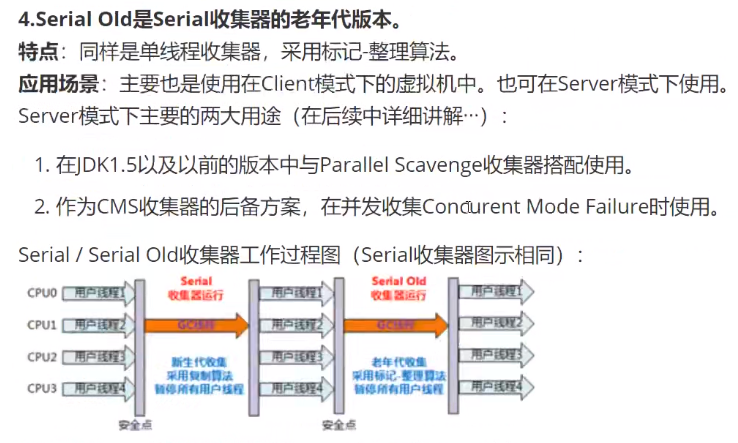 4.Serial Old是Serial收集器的老年代版本。
特点：同样是单线程收集器，采用标记-整理算法。
应用场景：主要也是使用在Client模式下的虚拟机中。也可在Server模式下使用。
Server模式下主要的两大用途（在后续中详细讲解···）：
1. 在JDK1.5以及以前的版本中与Parallel Scavenge收集器搭配使用。
2. 作为CMS收集器的后备方案，在并发收集Concurent Mode Failure时使用。
Serial / Serial Old收集器工作过程图（Serial收集器图示相同）：
Serial
收集器运行
Serial Old
收集器运行
CPU0 用户线程1 用户线程1 用户线程1
CPU1 用户线程2 GC线程 用户线程2 GC线程 用户线程2
CPU2 用户线程3 用户线程3 用户线程3
CPU3 用户线程4 用户线程4 用户线程4
新生代收集
采用复制算法
暂停所有用户线程
老年代收集
采用标记-整理算法
暂停所有用户线程
安全点 安全点